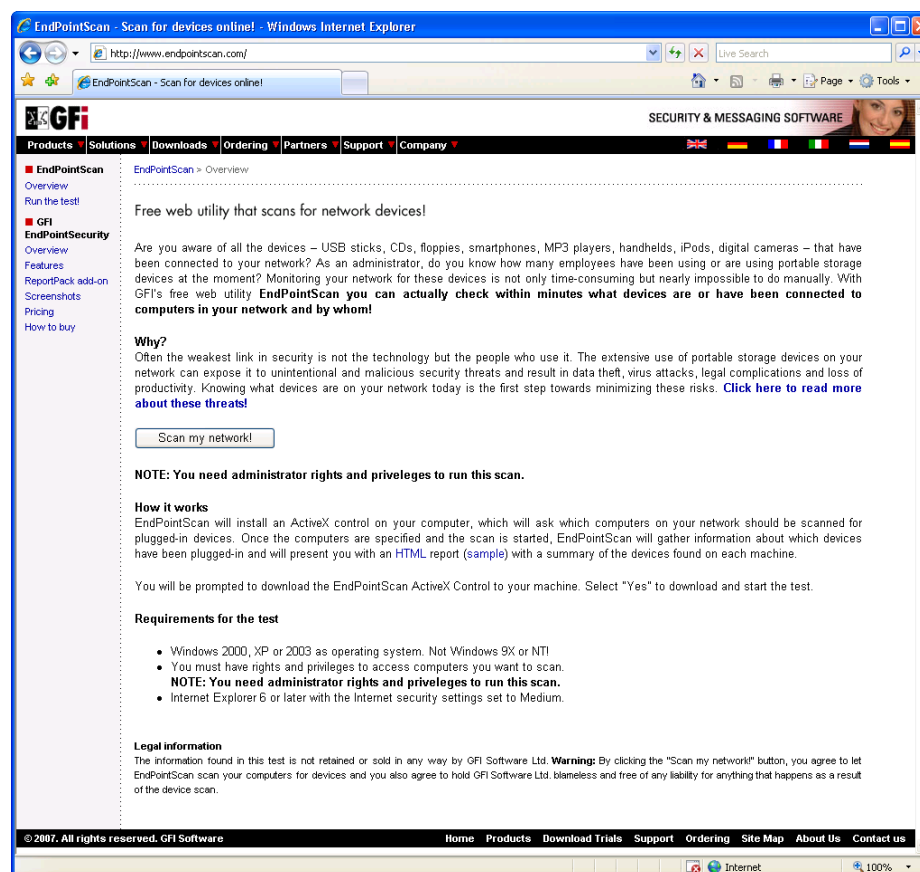 EndPointScan - Scan for devices online! - Windows Internet Explorer
http://www.endpointscan.com/
Live Search
EndPointScan - Scan for devices online!
Page
Tools
GFi
SECURITY & MESSAGING SOFTWARE
Products Solutions Downloads Ordering Partners Support Company
EndPointScan
Overview
Run the test!
GFI
EndPointSecurity
Overview
Features
ReportPack add-on
Screenshots
Pricing
How to buy
EndPointScan > Overview
Free web utility that scans for network devices!
Are you aware of all the devices – USB sticks, CDs, floppies, smartphones, MP3 players, handhelds, iPods, digital cameras – that have
been connected to your network? As an administrator, do you know how many employees have been using or are using portable storage
devices at the moment? Monitoring your network for these devices is not only time-consuming but nearly impossible to do manually. With
GFI's free web utility EndPointScan you can actually check within minutes what devices are or have been connected to
computers in your network and by whom!
Why?
Often the weakest link in security is not the technology but the people who use it. The extensive use of portable storage devices on your
network can expose it to unintentional and malicious security threats and result in data theft, virus attacks, legal complications and loss of
productivity. Knowing what devices are on your network today is the first step towards minimizing these risks. Click here to read more
about these threats!
Scan my network!
NOTE: You need administrator rights and priveleges to run this scan.
How it works
EndPointScan will install an ActiveX control on your computer, which will ask which computers on your network should be scanned for
plugged-in devices. Once the computers are specified and the scan is started, EndPointScan will gather information about which devices
have been plugged-in and will present you with an HTML report (sample) with a summary of the devices found on each machine.
You will be prompted to download the EndPointScan ActiveX Control to your machine. Select "Yes" to download and start the test.
Requirements for the test
• Windows 2000, XP or 2003 as operating system. Not Windows 9X or NT!
• You must have rights and privileges to access computers you want to scan.
NOTE: You need administrator rights and priveleges to run this scan.
• Internet Explorer 6 or later with the Internet security settings set to Medium.
Legal information
The information found in this test is not retained or sold in any way by GFI Software Ltd. Warning: By clicking the "Scan my network!" button, you agree to let
EndPointScan scan your computers for devices and you also agree to hold GFI Software Ltd. blameless and free of any liability for anything that happens as a result
of the device scan.
© 2007. All rights reserved. GFI Software
Home Products Download Trials Support Ordering Site Map About Us Contact us
Internet
100%